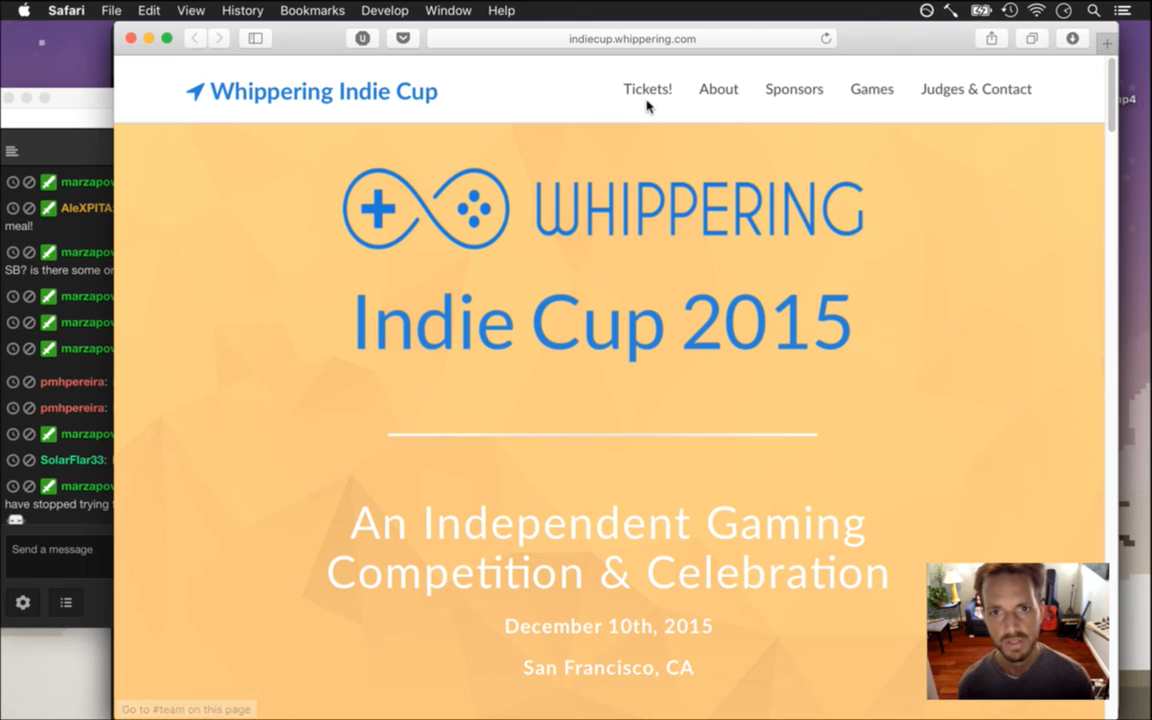 Safari File Edit View History Bookmarks Develop Window Help
indiecup.whippering.com
Whippering Indie Cup
Tickets! About Sponsors Games Judges & Contact
mp4
WHIPPERING
Indie Cup 2015
An Independent Gaming
Competition & Celebration
December 10th, 2015
San Francisco, CA
Go to #team on this page
marzapov
AleXPITA:
meal!
marzapov
SB? is there some or
marzapov
marzapov
marzapov
pmhpereira:
pmhpereira:
marzapov
SolarFlar33:
marzapov
have stopped trying
Send a message